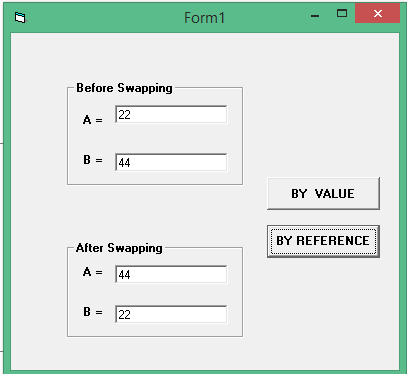 Form1
Before Swapping
A = 22
B = 44
BY VALUE
BY REFERENCE
After Swapping
A = 44
B = 22